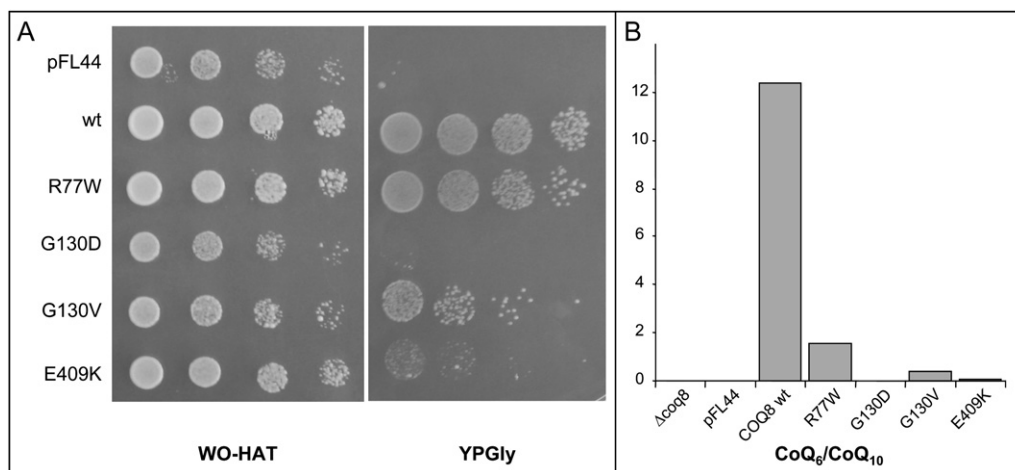 A
pFL44
wt
R77W
G130D
G130V
E409K
WO-HAT
YPGly
B
12
10
8
6
4
2
0
Δcoq8
pFL44
COQ8 wt
R77W
G130D
G130V
E409K
CoQ6/CoQ10